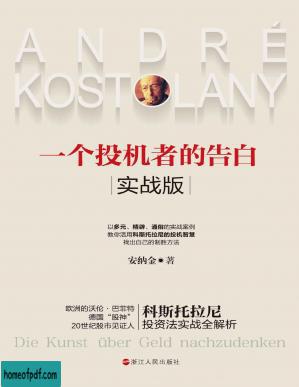 ANDRÉ
KOSTOLANY
一个投机者的告白
实战版
以多元、精辟、通俗的实战案例
教你活用科斯托拉尼的投机智慧
找出自己的制胜方法
安纳金 著
欧洲的沃伦·巴菲特
德国“股神”
20世纪股市见证人
科斯托拉尼
投资法实战全解析
Die Kunst über Geld nachzudenken
浙江人民出版社
homeofpdf.com